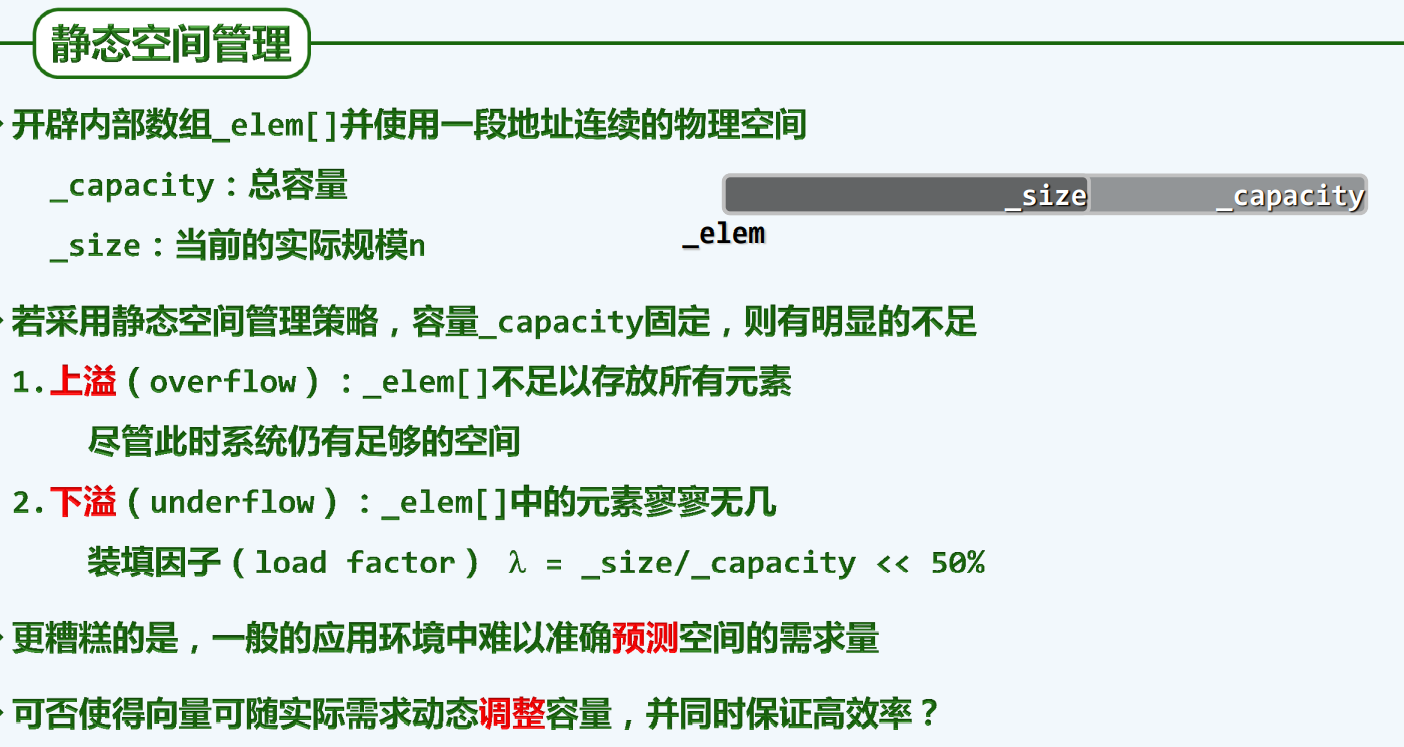 静态空间管理
开辟内部数组_elem[]并使用一段地址连续的物理空间
_capacity：总容量
_size：当前的实际规模n
_size
_capacity
_elem
若采用静态空间管理策略，容量_capacity固定，则有明显的不足
1.上溢（overflow）：_elem[]不足以存放所有元素
尽管此时系统仍有足够的空间
2.下溢（underflow）：_elem[]中的元素寥寥无几
装填因子（load factor） λ = _size/_capacity << 50%
更糟糕的是，一般的应用环境中难以准确预测空间的需求量
可否使得向量可随实际需求动态调整容量，并同时保证高效率？